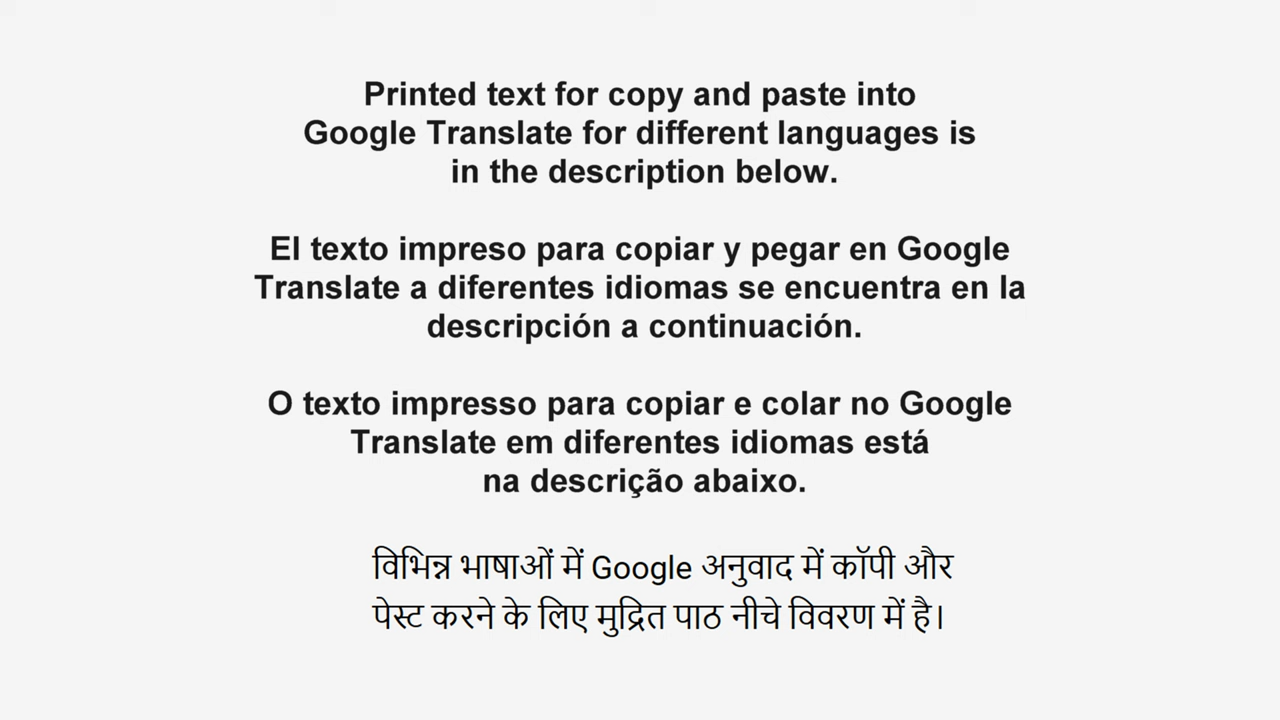 Printed text for copy and paste into
Google Translate for different languages is
in the description below.
El texto impreso para copiar y pegar en Google
Translate a diferentes idiomas se encuentra en la
descripción a continuación.
O texto impresso para copiar e colar no Google
Translate em diferentes idiomas está
na descrição abaixo.
विभिन्न भाषाओं में Google अनुवाद में कॉपी और
पेस्ट करने के लिए मुद्रित पाठ नीचे विवरण में है।